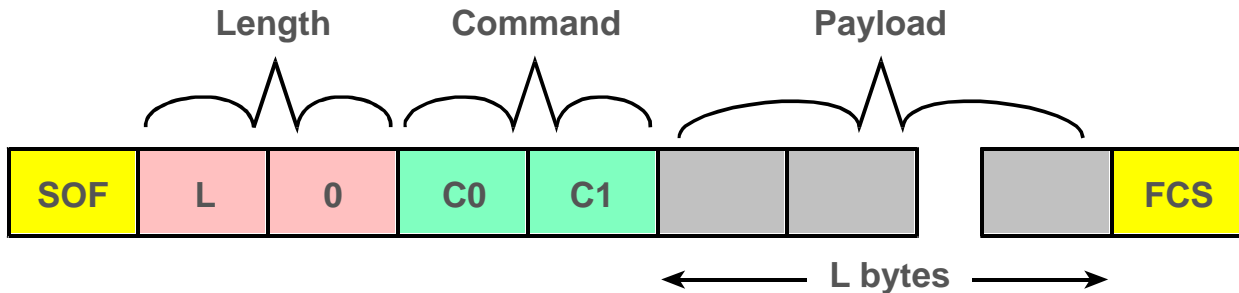 Length Command Payload
SOF L 0 C0 C1 FCS
L bytes